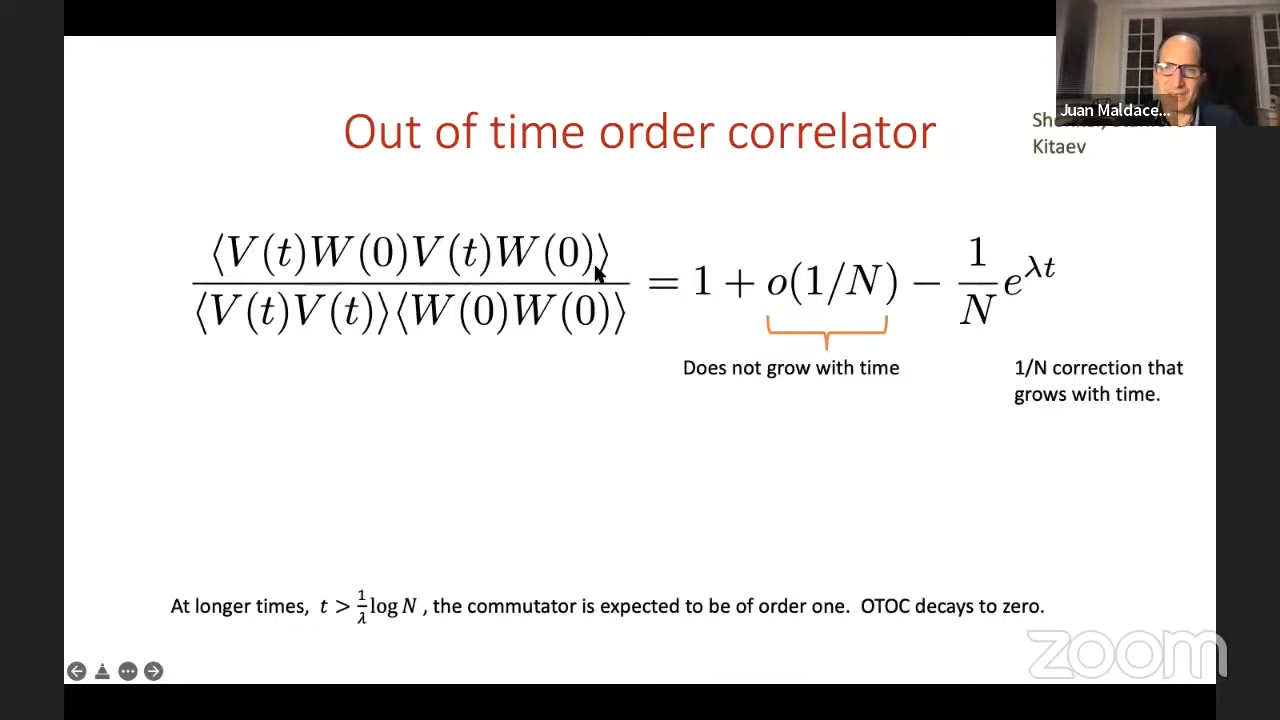 Juan Maldace...
Out of time order correlator
Kitaev
⟨V(t)W(0)V(t)W(0)⟩
⟨V(t)V(t)⟩⟨W(0)W(0)⟩
= 1 + o(1/N) − 1/N e^{λt}
Does not grow with time
1/N correction that
grows with time.
At longer times, t > 1/λ log N , the commutator is expected to be of order one. OTOC decays to zero.
zoom